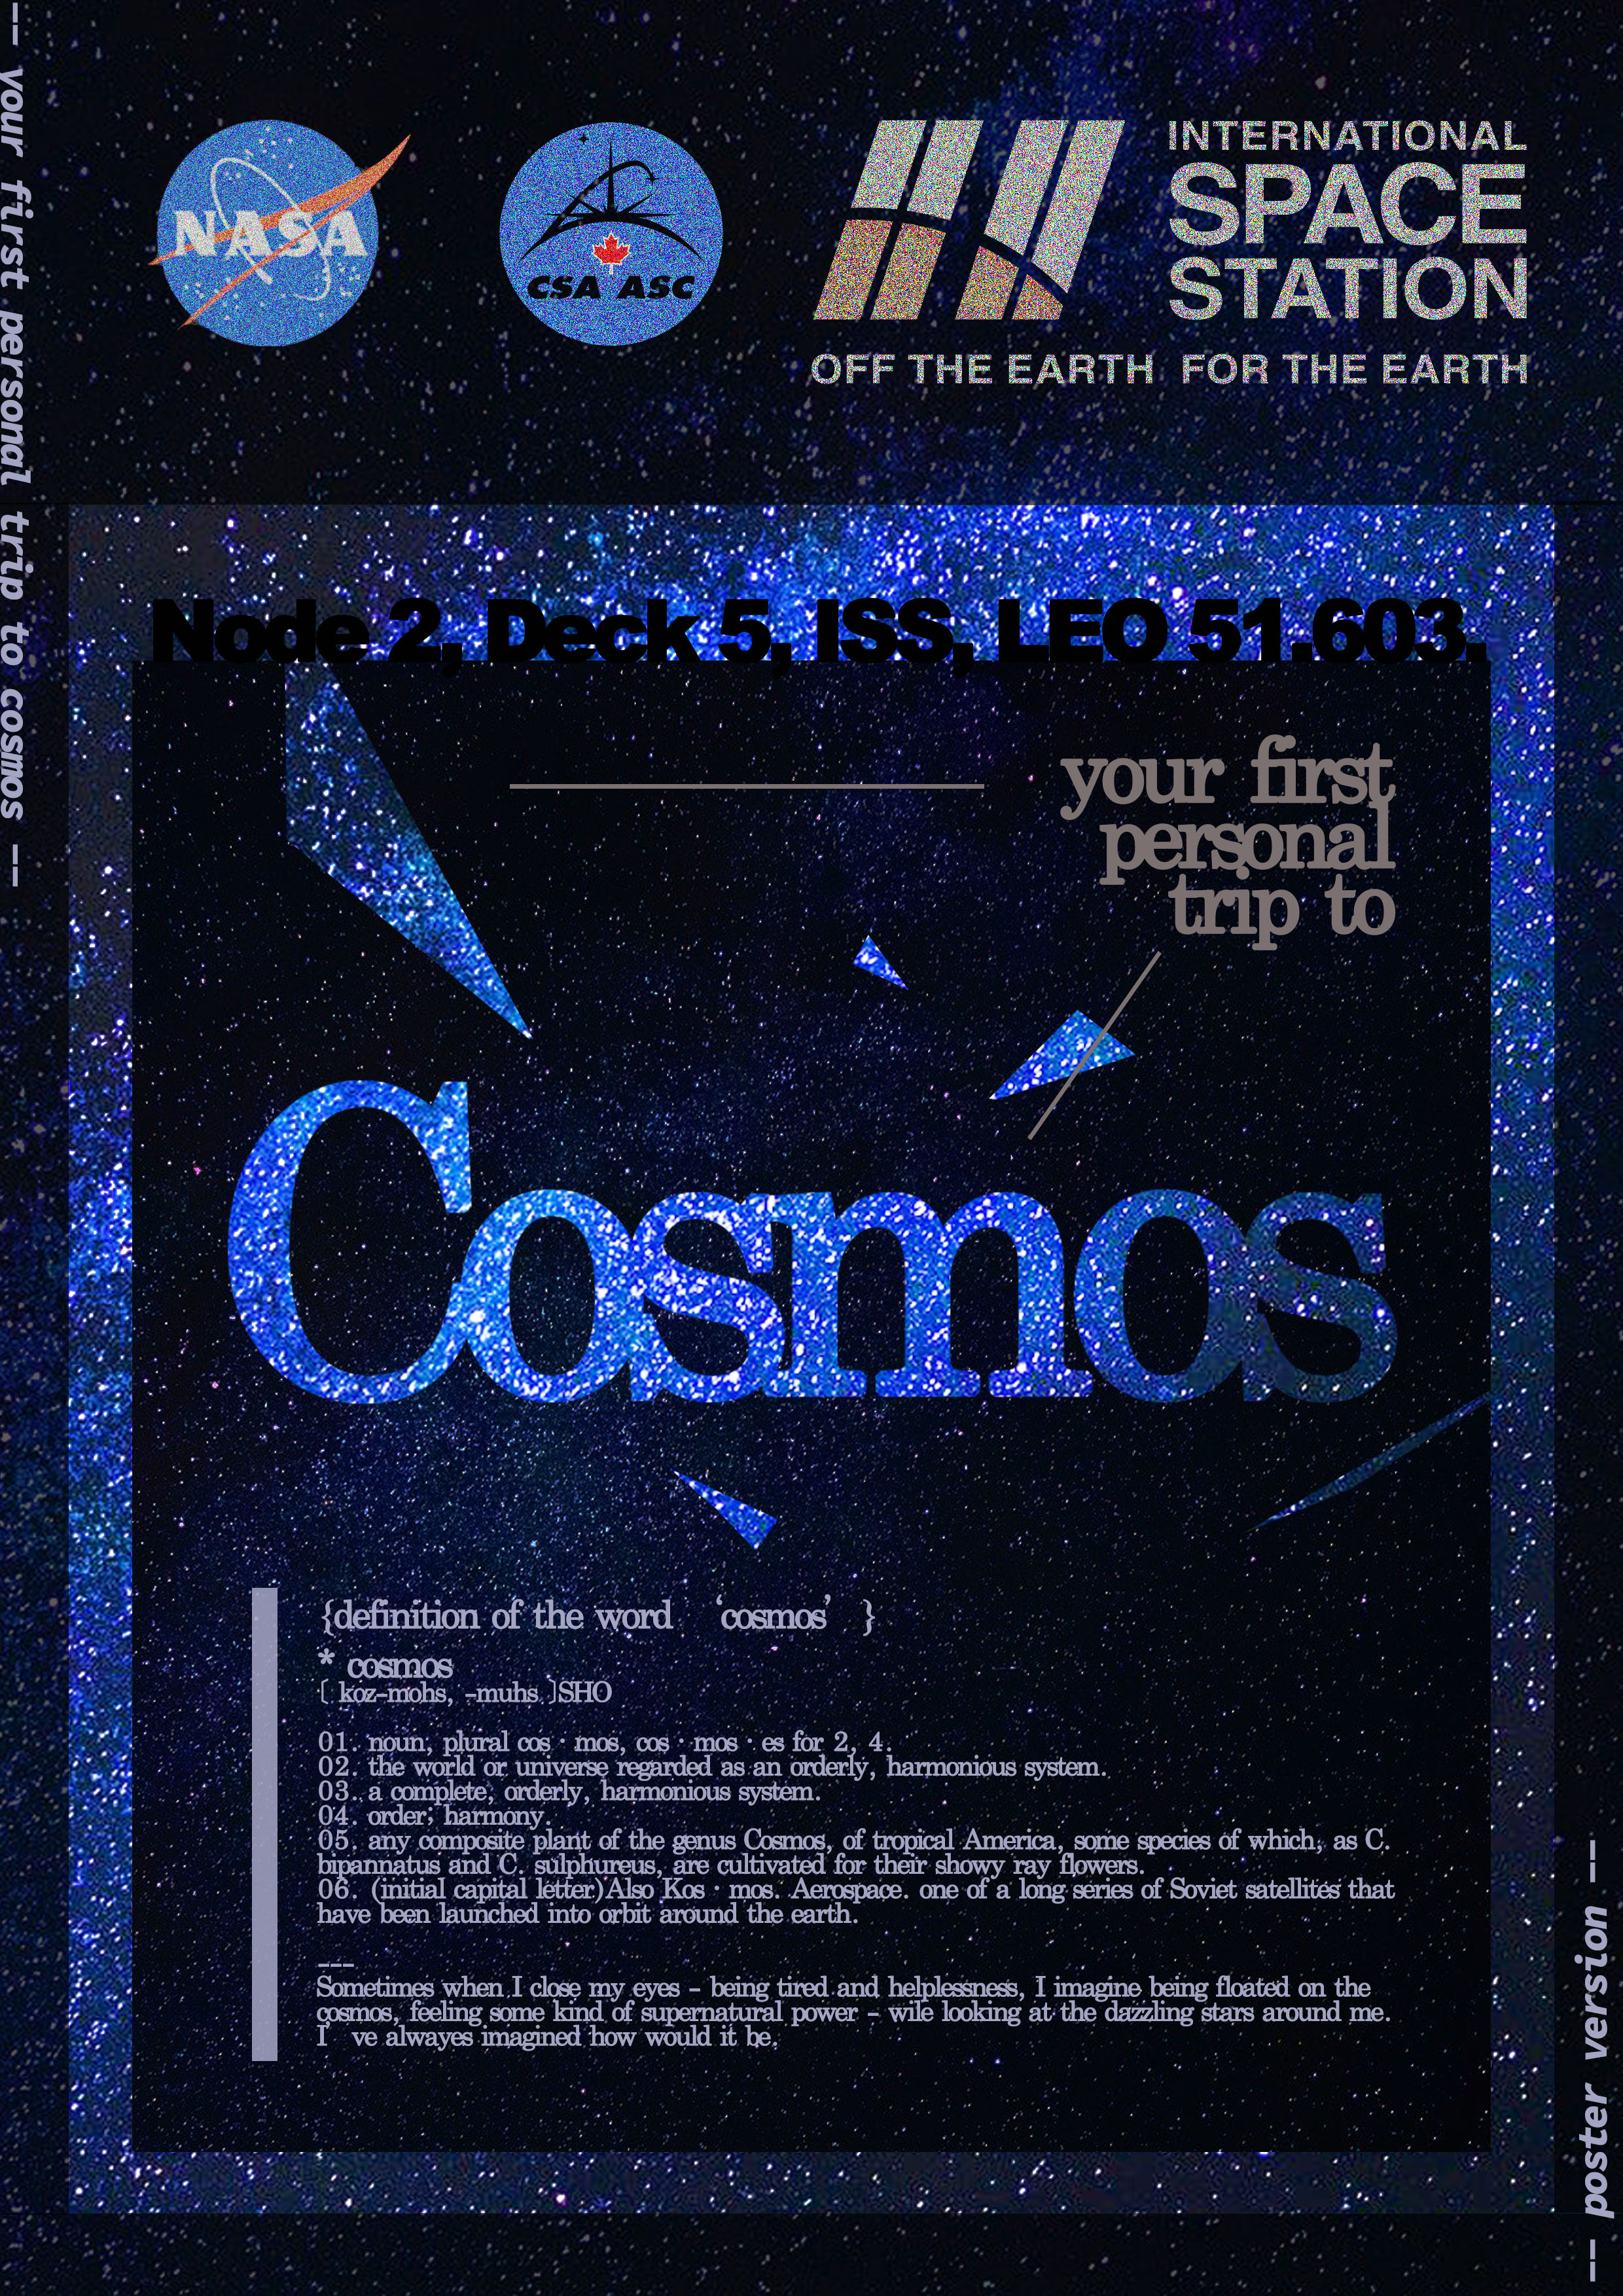 -- your first personal trip to cosmos --
NASA
CSA ASC
INTERNATIONAL
SPACE
STATION
OFF THE EARTH FOR THE EARTH
Node 2, Deck 5, ISS, LEO 51.603.
your first
personal
trip to
Cosmos
{definition of the word ‘cosmos’ }
* cosmos
〔 koz-mohs, -muhs 〕SHO
01. noun, plural cos · mos, cos · mos · es for 2, 4.
02. the world or universe regarded as an orderly, harmonious system.
03. a complete, orderly, harmonious system.
04. order; harmony.
05. any composite plant of the genus Cosmos, of tropical America, some species of which, as C.
bipannatus and C. sulphureus, are cultivated for their showy ray flowers.
06. (initial capital letter)Also Kos · mos. Aerospace. one of a long series of Soviet satellites that
have been launched into orbit around the earth.
---
Sometimes when I close my eyes - being tired and helplessness, I imagine being floated on the
cosmos, feeling some kind of supernatural power - wile looking at the dazzling stars around me.
I ve alwayes imagined how would it be.
-- poster version --